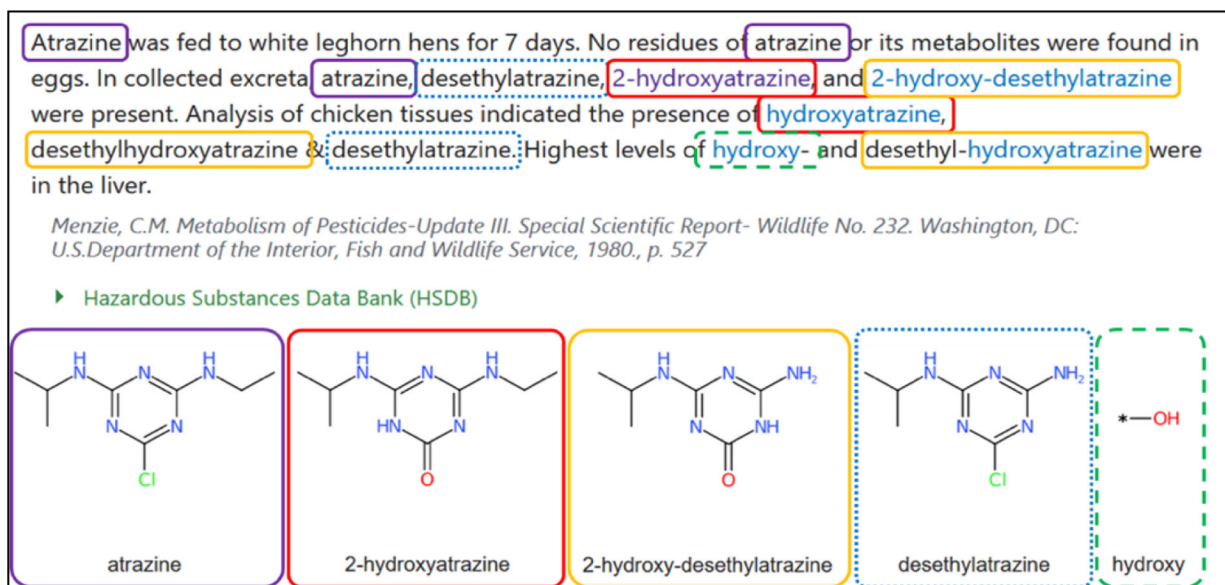 Atrazine was fed to white leghorn hens for 7 days. No residues of atrazine or its metabolites were found in
eggs. In collected excreta, atrazine, desethylatrazine, 2-hydroxyatrazine, and 2-hydroxy-desethylatrazine
were present. Analysis of chicken tissues indicated the presence of hydroxyatrazine,
desethylhydroxyatrazine & desethylatrazine. Highest levels of hydroxy- and desethyl-hydroxyatrazine were
in the liver.
Menzie, C.M. Metabolism of Pesticides-Update III. Special Scientific Report- Wildlife No. 232. Washington, DC:
U.S.Department of the Interior, Fish and Wildlife Service, 1980., p. 527
Hazardous Substances Data Bank (HSDB)
H N N N H N N Cl
H N N H N HN N O
H N N NH2 N NH O
H N N NH2 N N Cl
*—OH
atrazine 2-hydroxyatrazine 2-hydroxy-desethylatrazine desethylatrazine hydroxy